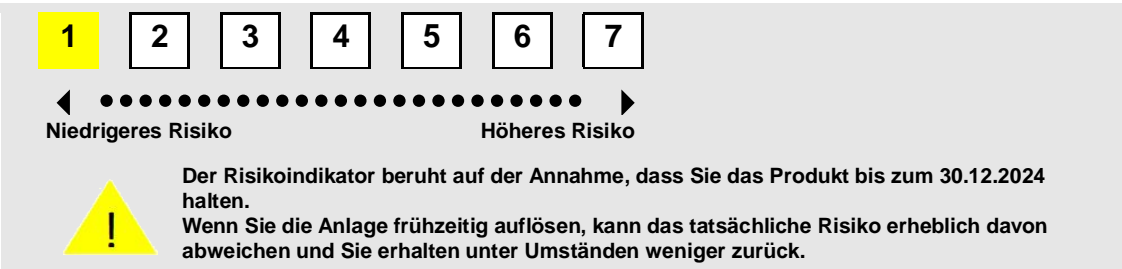 1 2 3 4 5 6 7
Niedrigeres Risiko Höheres Risiko
Der Risikoindikator beruht auf der Annahme, dass Sie das Produkt bis zum 30.12.2024
halten.
Wenn Sie die Anlage frühzeitig auflösen, kann das tatsächliche Risiko erheblich davon
abweichen und Sie erhalten unter Umständen weniger zurück.
!